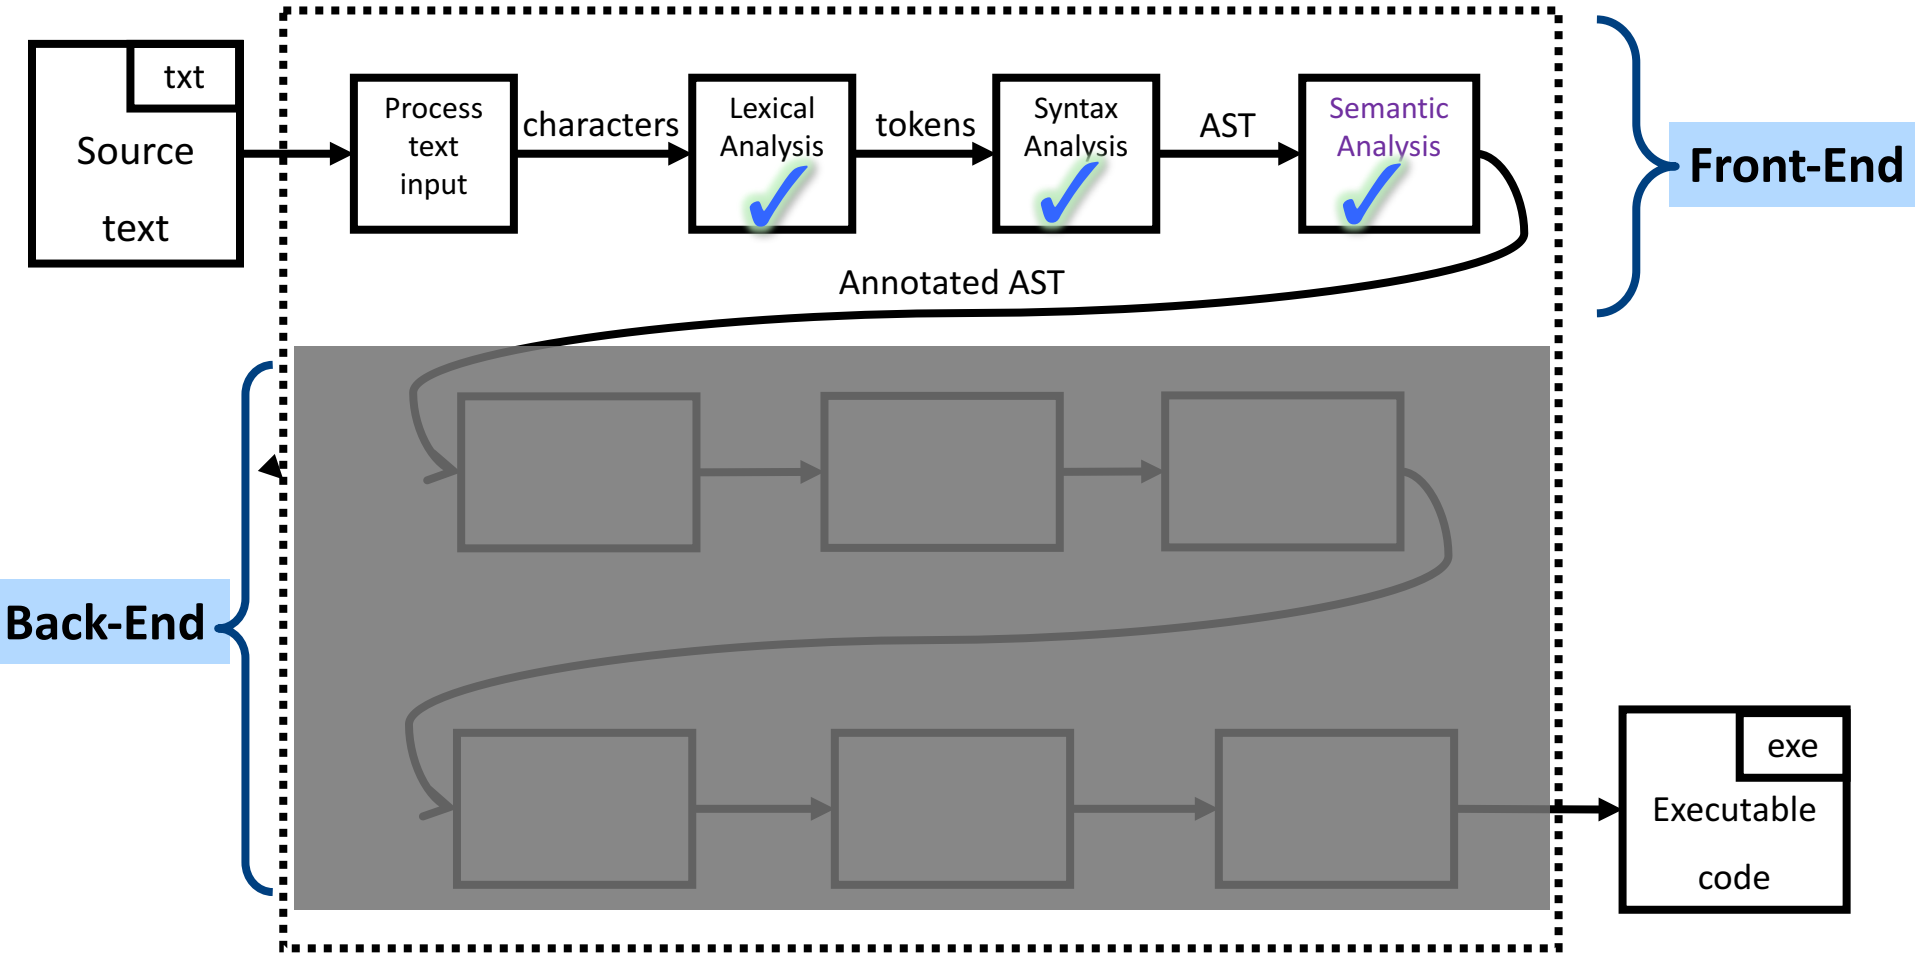 txt
Source
text
Process
text
input
characters
Lexical
Analysis
tokens
Syntax
Analysis
AST
Semantic
Analysis
Front-End
Annotated AST
Back-End
exe
Executable
code